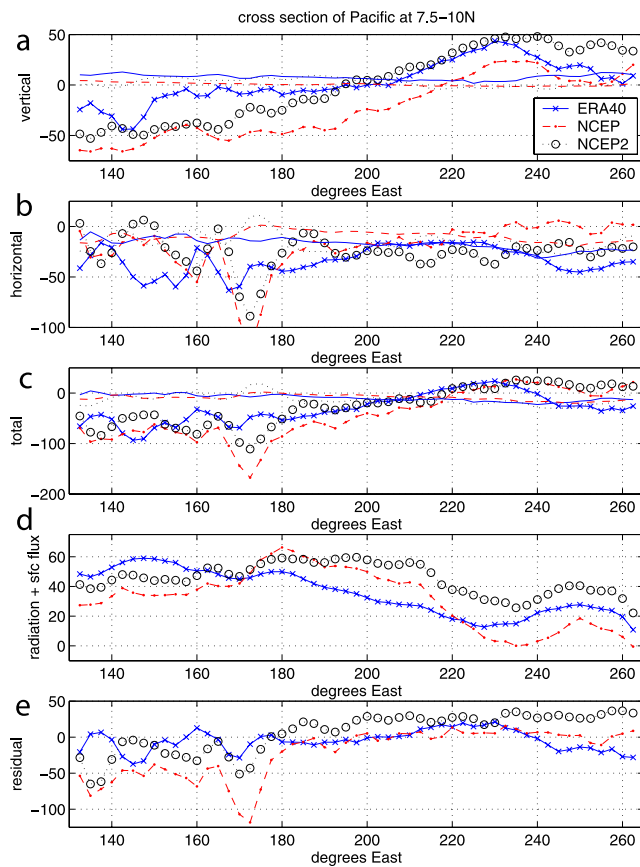 cross section of Pacific at 7.5−10N
a
vertical
50
0
−50
140 160 180 200 220 240 260
degrees East
ERA40
NCEP
NCEP2
b
horizontal
0
−50
−100
140 160 180 200 220 240 260
degrees East
c
total
0
−100
−200
140 160 180 200 220 240 260
degrees East
d
radiation + sfc flux
60
40
20
0
140 160 180 200 220 240 260
degrees East
e
residual
50
0
−50
−100
140 160 180 200 220 240 260
degrees East